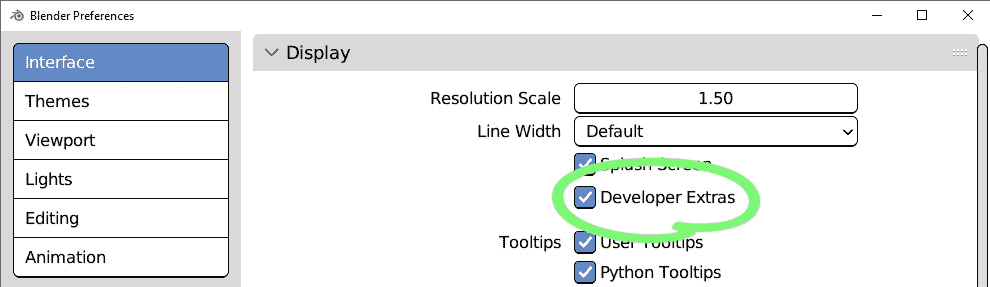 Blender Preferences
Interface
Themes
Viewport
Lights
Editing
Animation
Display
Resolution Scale 1.50
Line Width Default
Splash Screen
Developer Extras
Tooltips User Tooltips
Python Tooltips